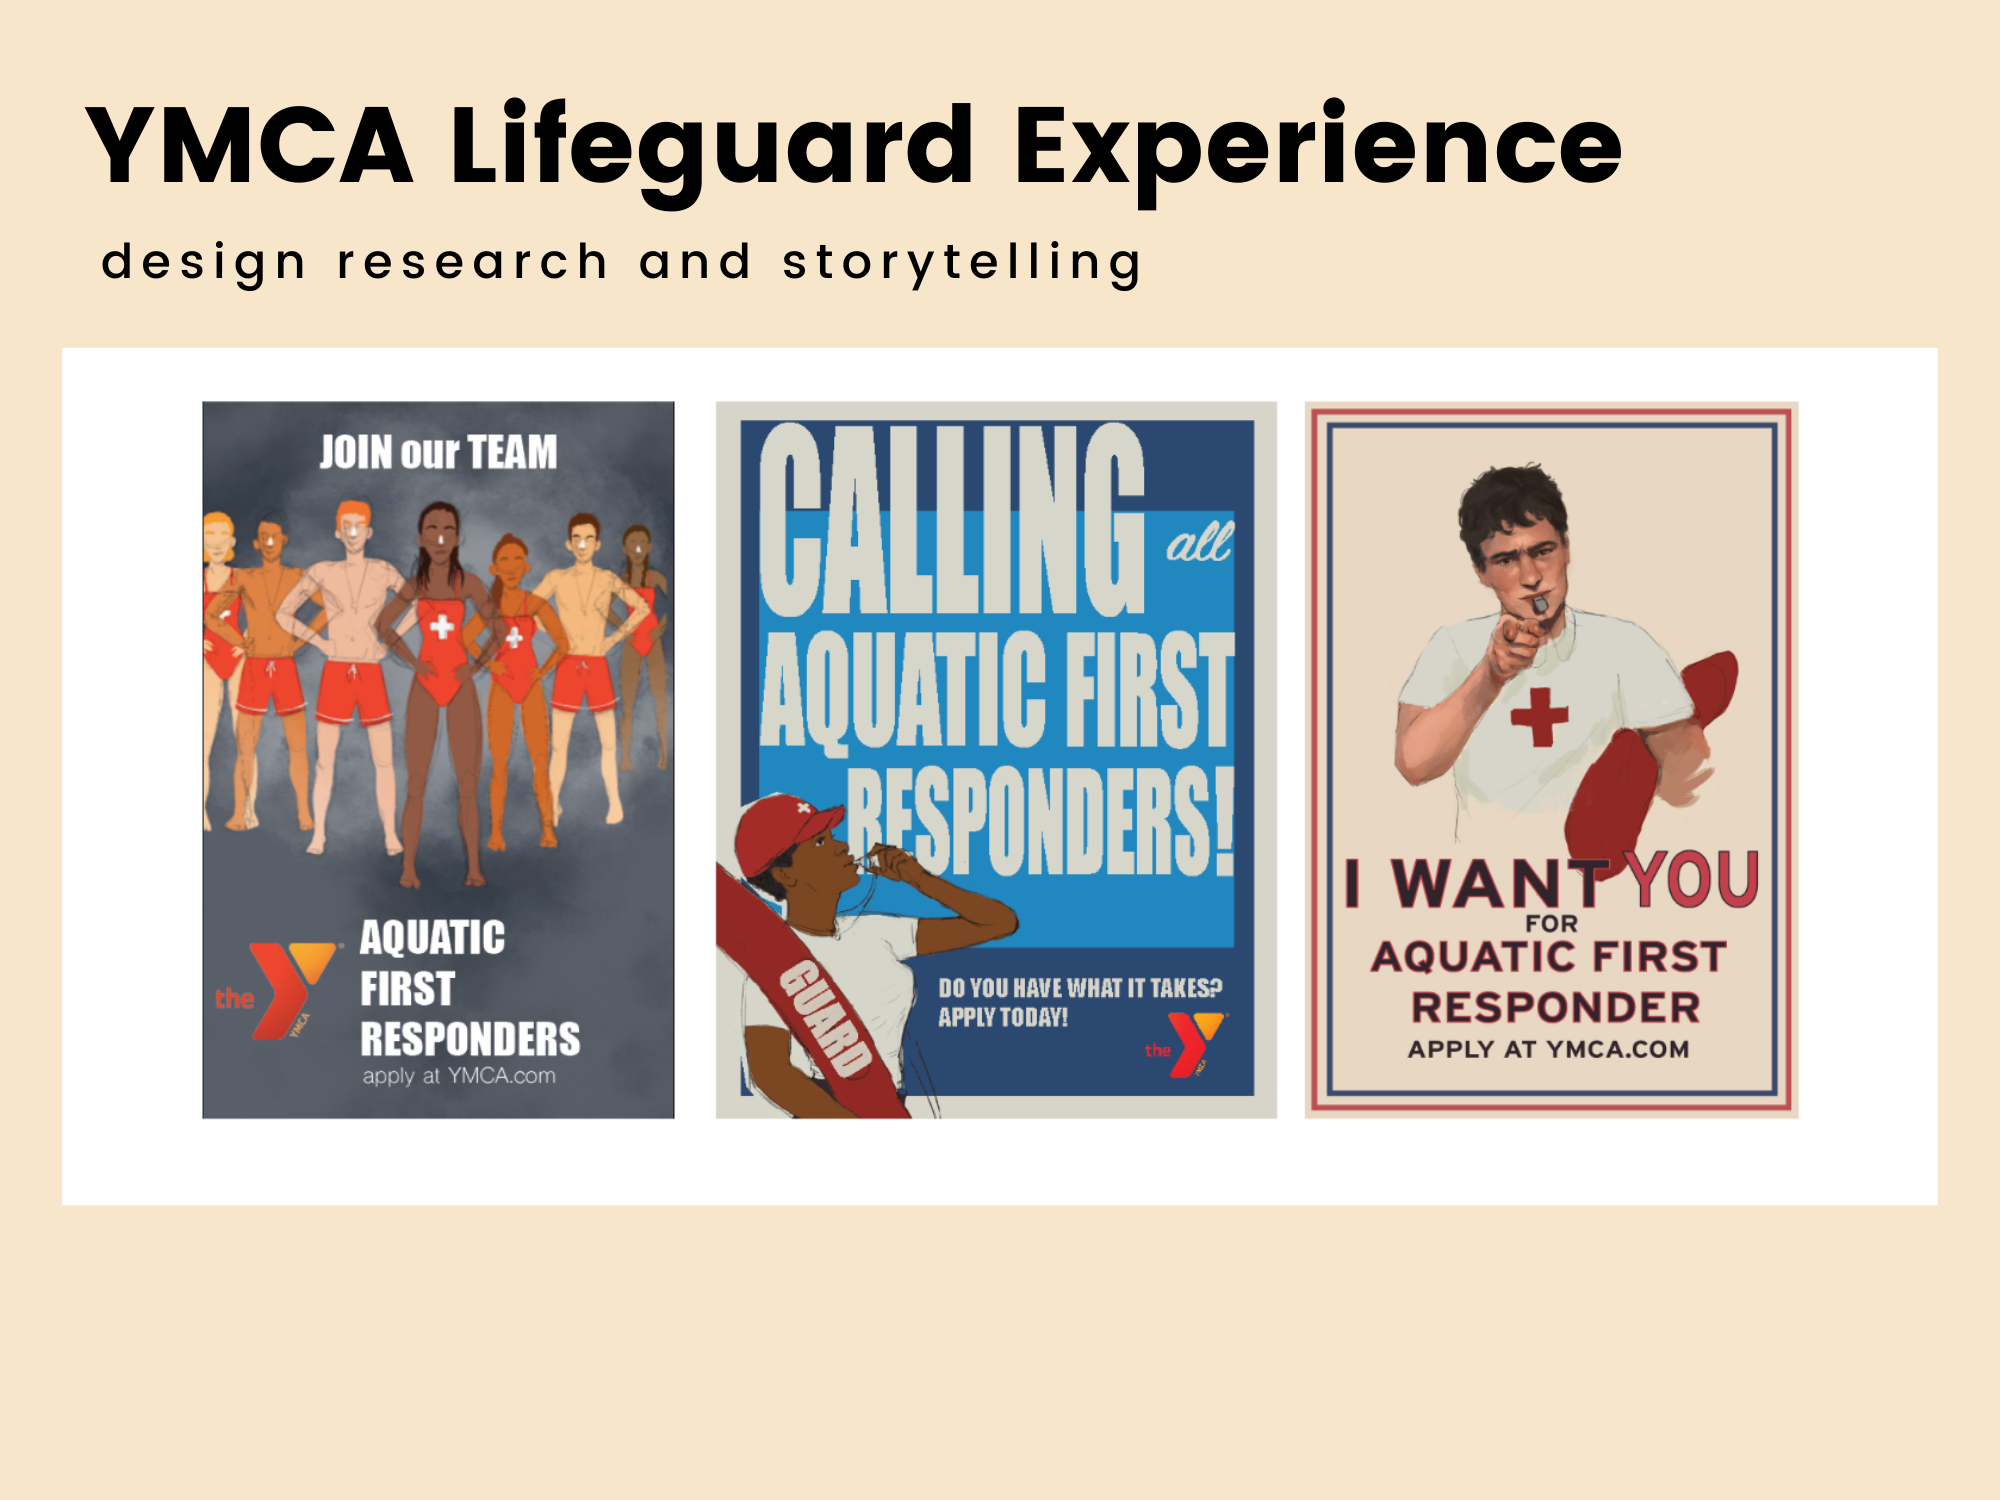 YMCA Lifeguard Experience
design research and storytelling
JOIN our TEAM
the
YMCA
AQUATIC
FIRST
RESPONDERS
apply at YMCA.com
CALLING
all
AQUATIC FIRST
RESPONDERS!
GUARD
DO YOU HAVE WHAT IT TAKES?
APPLY TODAY!
the
YMCA
I WANT YOU
FOR
AQUATIC FIRST
RESPONDER
APPLY AT YMCA.COM